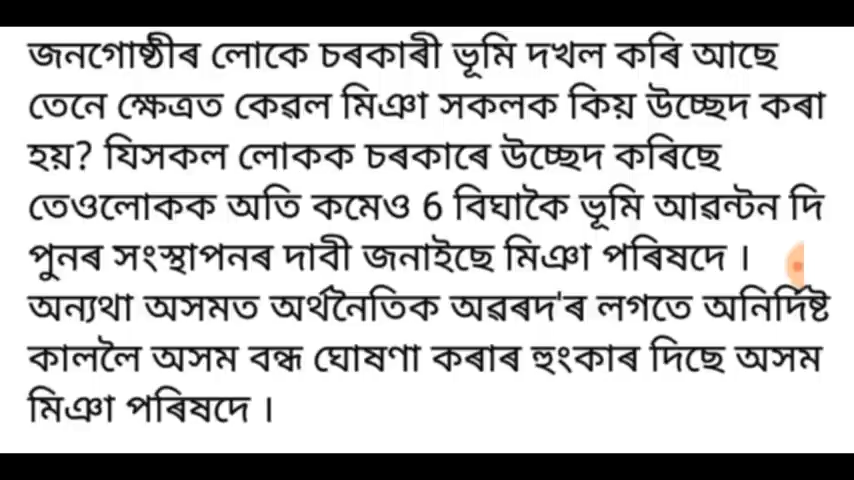 জনগোষ্ঠীৰ লোকে চৰকাৰী ভূমি দখল কৰি আছে
তেনে ক্ষেত্ৰত কেৱল মিঞা সকলক কিয় উচ্ছেদ কৰা
হয়? যিসকল লোকক চৰকাৰে উচ্ছেদ কৰিছে
তেওলোকক অতি কমেও 6 বিঘাকৈ ভূমি আৱন্টন দি
পুনৰ সংস্থাপনৰ দাবী জনাইছে মিঞা পৰিষদে ।
অন্যথা অসমত অৰ্থনৈতিক অৱৰদ'ৰ লগতে অনিৰ্দিষ্ট
কাললৈ অসম বন্ধ ঘোষণা কৰাৰ হুংকাৰ দিছে অসম
মিঞা পৰিষদে ।